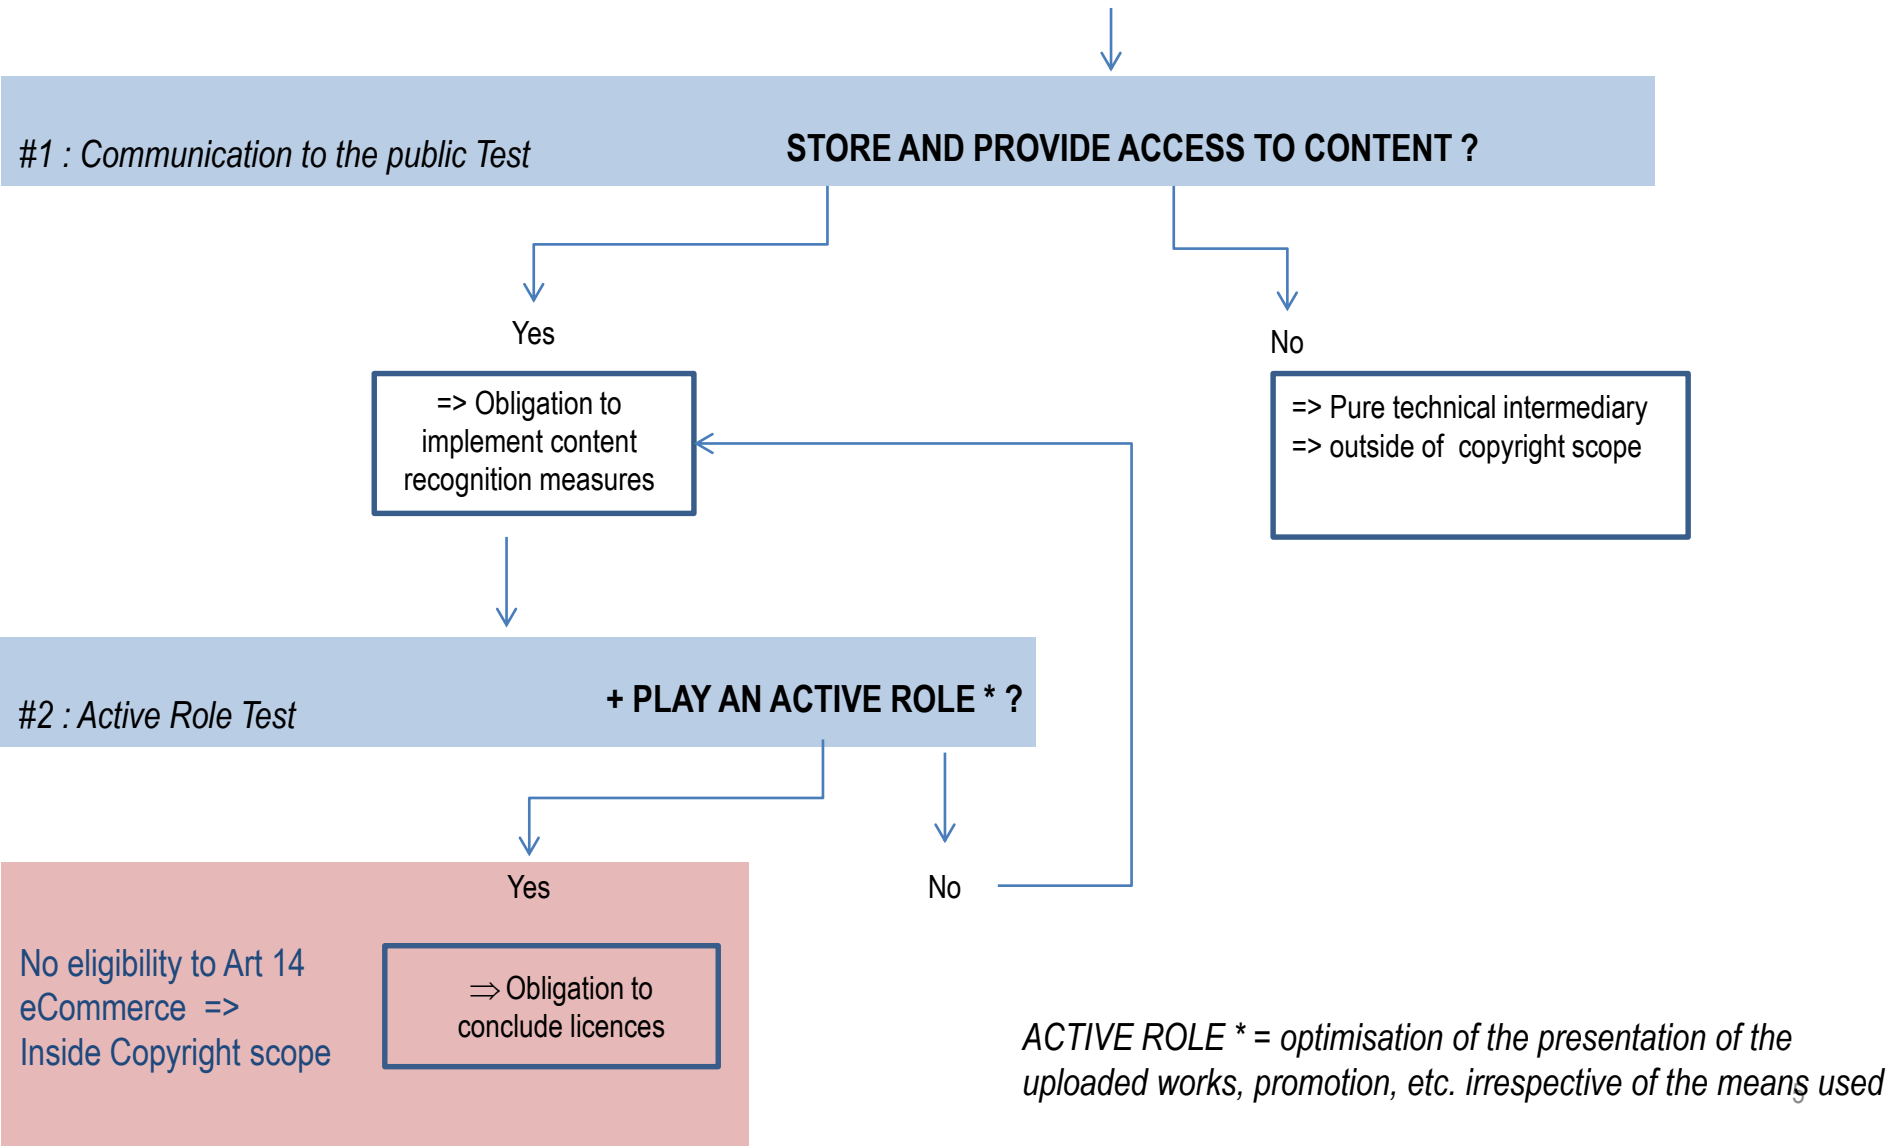 #1 : Communication to the public Test
STORE AND PROVIDE ACCESS TO CONTENT ?
Yes
No
=> Obligation to
implement content
recognition measures
=> Pure technical intermediary
=> outside of copyright scope
#2 : Active Role Test
+ PLAY AN ACTIVE ROLE * ?
Yes
No
No eligibility to Art 14
eCommerce =>
Inside Copyright scope
⇒ Obligation to
conclude licences
ACTIVE ROLE * = optimisation of the presentation of the
uploaded works, promotion, etc. irrespective of the means used